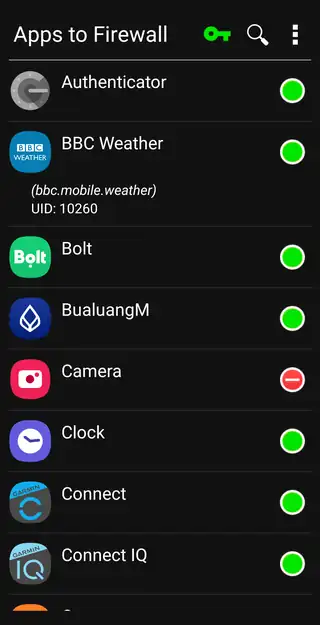 Apps to Firewall
Authenticator
BBC
WEATHER
BBC Weather
(bbc.mobile.weather)
UID: 10260
Bolt
Bolt
BualuangM
Camera
Clock
GARMIN
Connect
GARMIN
IQ
Connect IQ